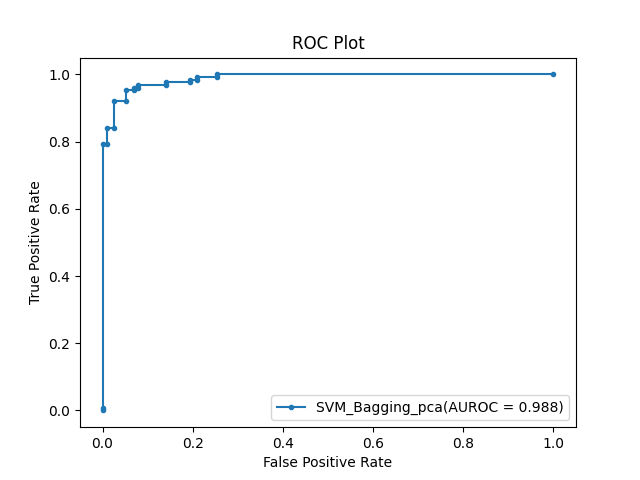 ROC Plot
True Positive Rate
1.0
0.8
0.6
0.4
0.2
0.0
SVM_Bagging_pca(AUROC = 0.988)
0.0 0.2 0.4 0.6 0.8 1.0
False Positive Rate